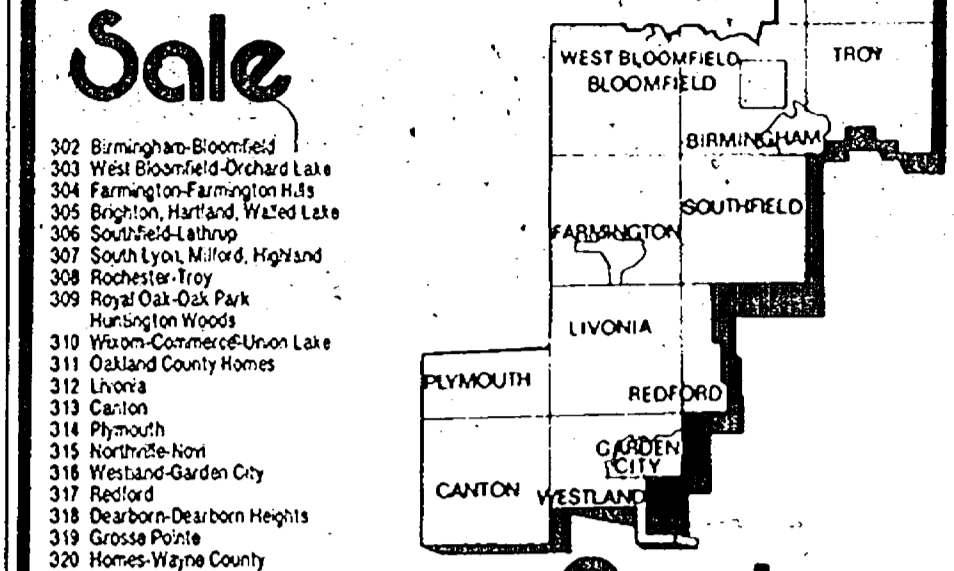 Sale
302 Birmingham-Bloomfield
303 West Bloomfield-Orchard Lake
304 Farmington-Farmington Hills
305 Brighton, Hartland, Walled Lake
306 Southfield-Lathrup
307 South Lyon, Milford, Highland
308 Rochester-Troy
309 Royal Oak-Oak Park
Huntington Woods
310 Wixom-Commerce-Union Lake
311 Oakland County Homes
312 Livonia
313 Canton
314 Plymouth
315 Northville-Novi
316 Westland-Garden City
317 Redford
318 Dearborn-Dearborn Heights
319 Grosse Pointe
320 Homes-Wayne County
WEST BLOOMFIELD
BLOOMFIELD
TROY
BIRMINGHAM
SOUTHFIELD
FARMINGTON
LIVONIA
PLYMOUTH
REDFORD
GARDEN
CITY
CANTON
WESTLAND